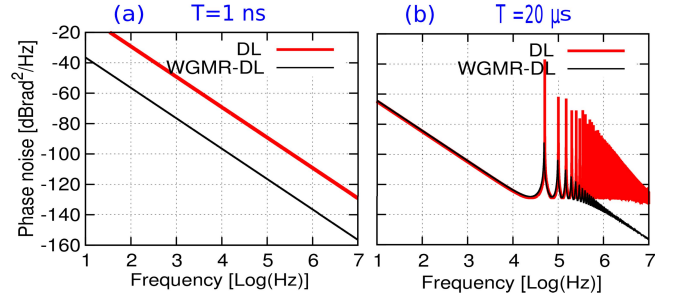 (a) T=1 ns
(b) T =20 µs
Phase noise [dBrad²/Hz]
-20
-40
-60
-80
-100
-120
-140
-160
DL
WGMR-DL
1 2 3 4 5 6 7
Frequency [Log(Hz)]
DL
WGMR-DL
1 2 3 4 5 6 7
Frequency [Log(Hz)]